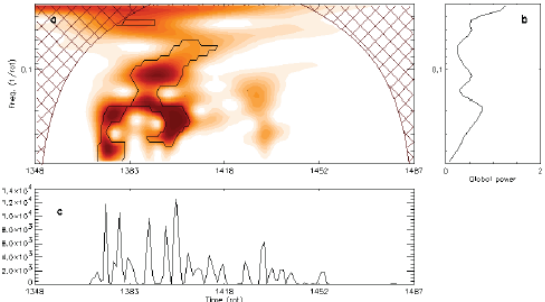 a
b
Freq. (1/rot)
0.1
0.1
1348 1383 1418 1452 1487
0 1 2
Global power
c
1.4×10⁴
1.2×10⁴
1.0×10⁴
8.0×10³
6.0×10³
4.0×10³
2.0×10³
0
1348 1383 1418 1452 1487
Time (rot)